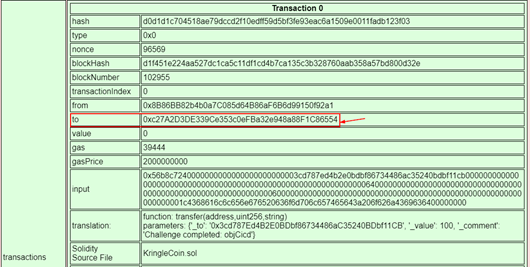 Transaction 0
hash d0d1d1c704518ae79dccd2f10edff59d5bf3fe93eac6a1509e0011fadb123f03
type 0x0
nonce 96569
blockHash d1f451e224aa527dc1ca5c11df1cd4b7ca135c3b328760aab358a57bd800d32e
blockNumber 102955
transactionIndex 0
from 0x8B86BB82b4b0a7C085d64B86aF6B6d99150f92a1
to 0xc27A2D3DE339Ce353c0eFBa32e948a88F1C86554
value 0
gas 39444
gasPrice 2000000000
input
translation:
function: transfer(address,uint256,string)
parameters: {'_to': '0x3cd787Ed4B2E0BDbf86734486aC35240BDbf11CB', '_value': 100, '_comment':
'Challenge completed: objCicd'}
transactions
Solidity
Source File
KringleCoin.sol